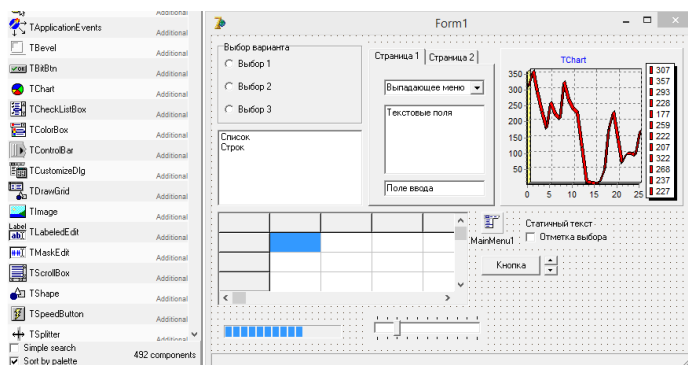 Additional
TApplicationEvents
Additional
TBevel
Additional
TBitBtn
Additional
TChart
Additional
TCheckListBox
Additional
TColorBox
Additional
TControlBar
Additional
TCustomizeDlg
Additional
TDrawGrid
Additional
TImage
Additional
TLabeledEdit
Additional
TMaskEdit
Additional
TScrollBox
Additional
TShape
Additional
TSpeedButton
Additional
TSplitter
Additional
Simple search
Sort by palette
492 components
Form1
Выбор варианта
Выбор 1
Выбор 2
Выбор 3
Список
Строк
Страница 1
Страница 2
Выпадающее меню
Текстовые поля
Поле ввода
TChart
350
300
250
200
150
100
50
0 5 10 15 20 25
307
357
293
228
177
259
222
207
322
268
237
227
MainMenu1
Статичный текст
Отметка выбора
Кнопка